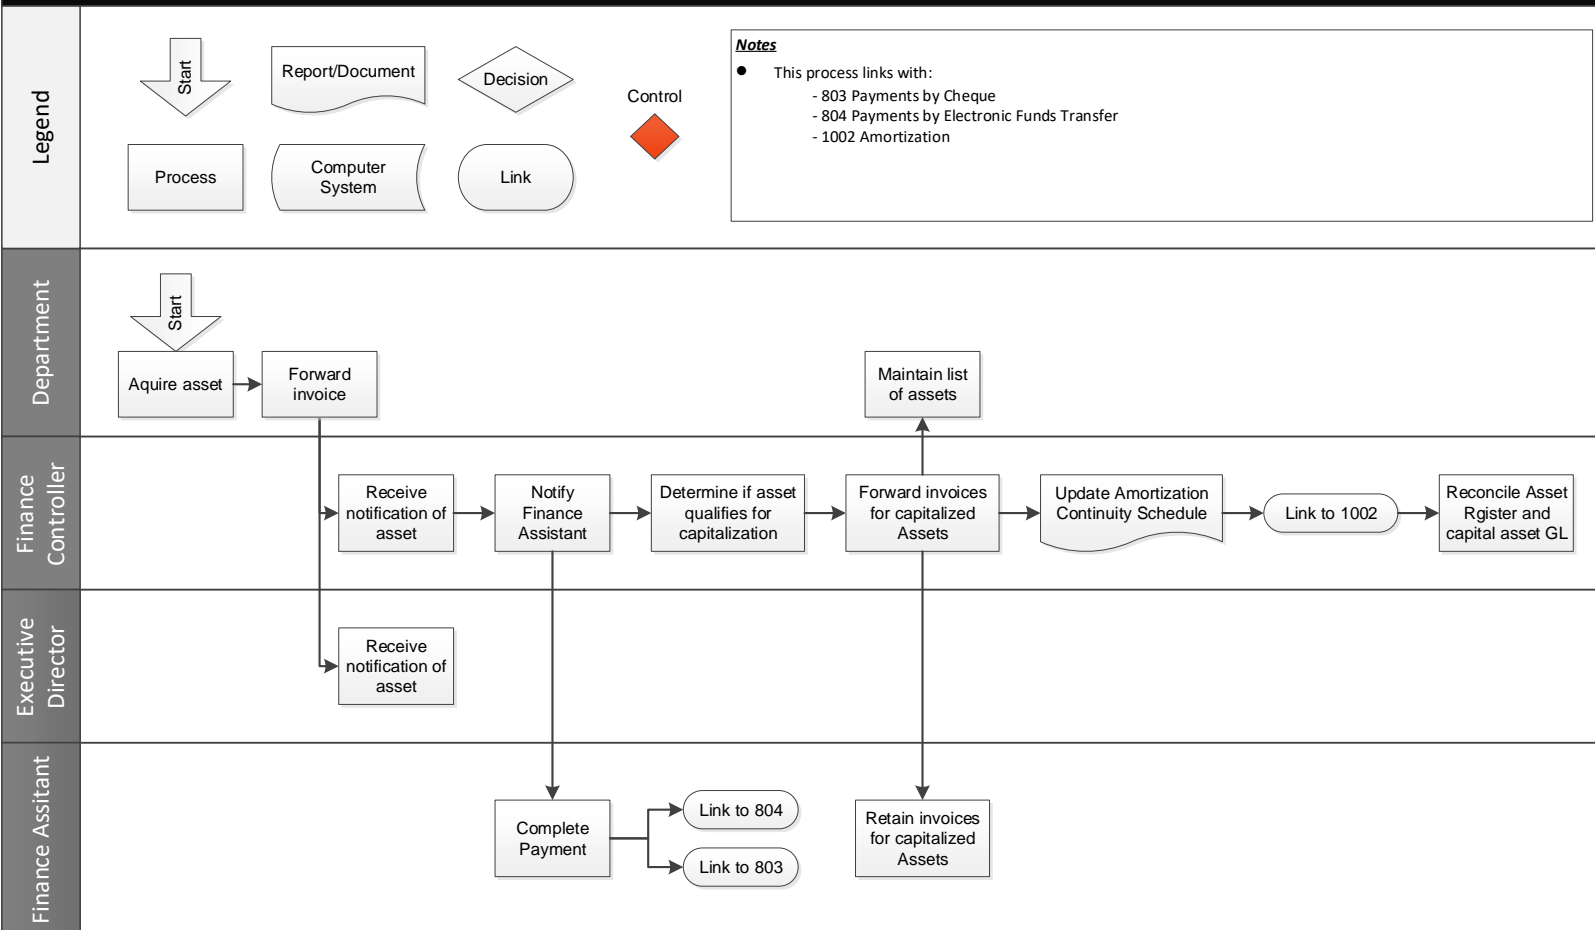 Legend
Start
Report/Document
Decision
Control
Process
Computer
System
Link
Notes
● This process links with:
- 803 Payments by Cheque
- 804 Payments by Electronic Funds Transfer
- 1002 Amortization
Department
Start
Aquire asset
Forward
invoice
Maintain list
of assets
Finance
Controller
Receive
notification of
asset
Notify
Finance
Assistant
Determine if asset
qualifies for
capitalization
Forward invoices
for capitalized
Assets
Update Amortization
Continuity Schedule
Link to 1002
Reconcile Asset
Rgister and
capital asset GL
Executive
Director
Receive
notification of
asset
Finance Assitant
Complete
Payment
Link to 804
Link to 803
Retain invoices
for capitalized
Assets